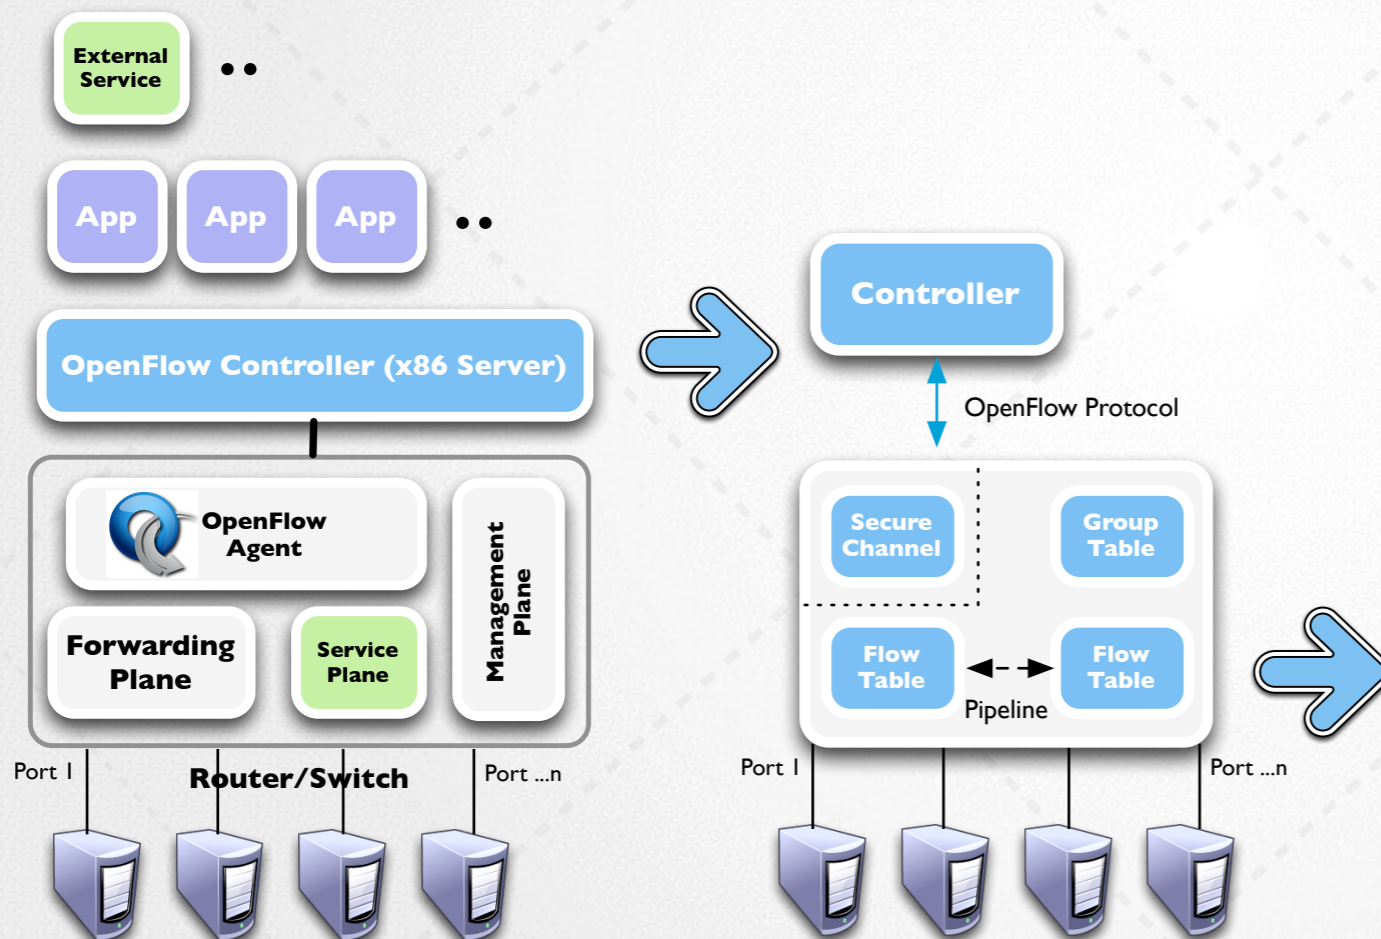 External
Service
••
App
App
App
••
OpenFlow Controller (x86 Server)
OpenFlow
Agent
Management
Plane
Forwarding
Plane
Service
Plane
Port 1
Router/Switch
Port ...n
Controller
OpenFlow Protocol
Secure
Channel
Group
Table
Flow
Table
Pipeline
Flow
Table
Port 1
Port ...n